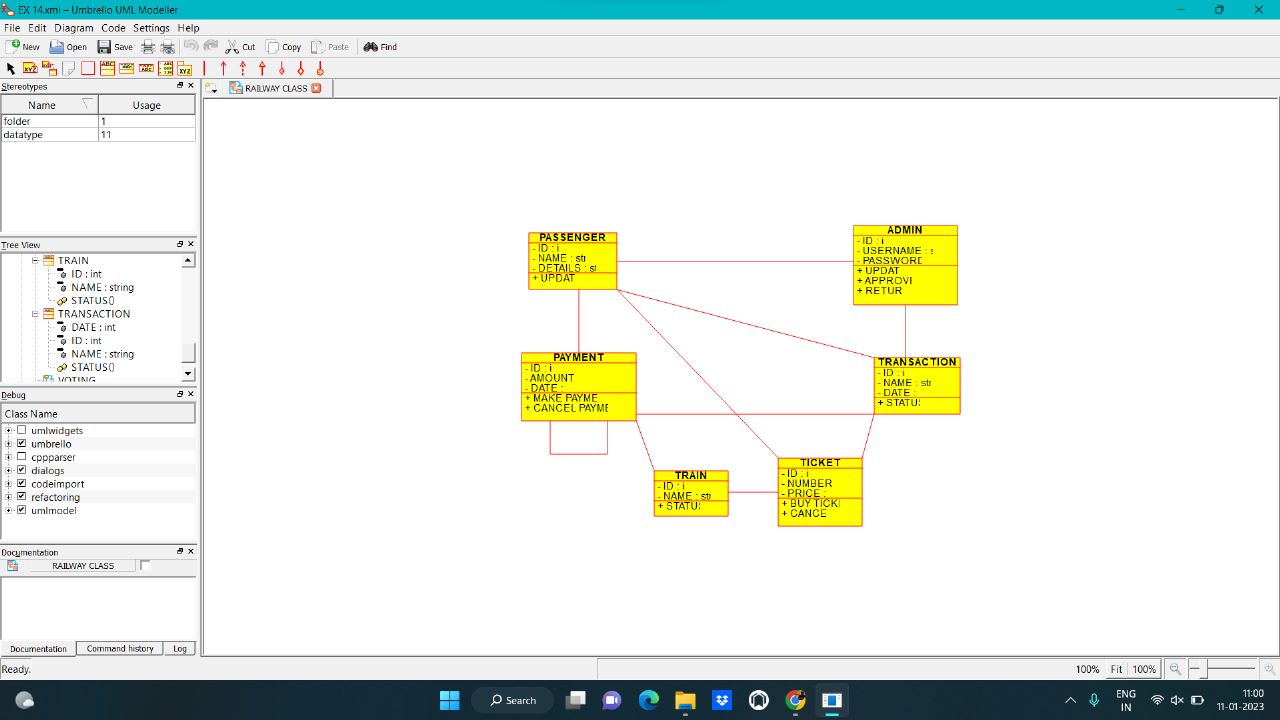 EX 14.xmi – Umbrello UML Modeller
File Edit Diagram Code Settings Help
New Open Save Cut Copy Paste Find
Stereotypes
Name Usage
folder 1
datatype 11
Tree View
TRAIN
ID : int
NAME : string
STATUS()
TRANSACTION
DATE : int
ID : int
NAME : string
STATUS()
VOTING
Debug
Class Name
umlwidgets
umbrello
cppparser
dialogs
codeimport
refactoring
umlmodel
Documentation
RAILWAY CLASS
Documentation Command history Log
Ready.
RAILWAY CLASS
PASSENGER
- ID : i
- NAME : str
- DETAILS : st
+ UPDAT
ADMIN
- ID : i
- USERNAME : s
- PASSWORD
+ UPDAT
+ APPROVE
+ RETUR
PAYMENT
- ID : i
- AMOUNT
- DATE :
+ MAKE PAYME
+ CANCEL PAYME
TRANSACTION
- ID : i
- NAME : str
- DATE :
+ STATUS
TRAIN
- ID : i
- NAME : str
+ STATUS
TICKET
- ID : i
- NUMBER
- PRICE :
+ BUY TICKE
+ CANCE
100% Fit 100%
Search
ENG
IN
11:00
11-01-2023